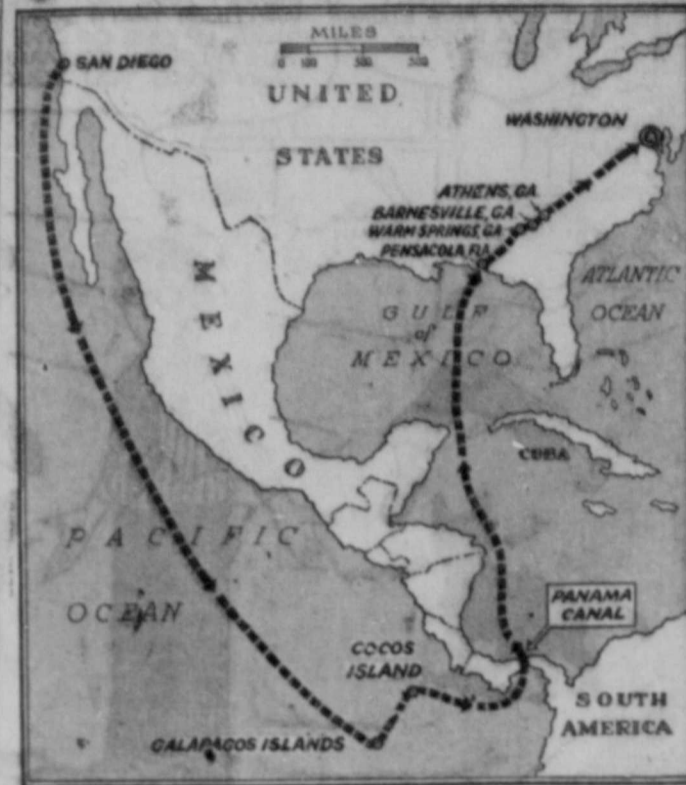 MILES
0 100 300 500
SAN DIEGO
UNITED
STATES
WASHINGTON
ATHENS, GA
BARNESVILLE, GA
WARM SPRINGS, GA
PENSACOLA FLA
ATLANTIC
OCEAN
GULF
of
MEXICO
MEXICO
CUBA
PACIFIC
OCEAN
PANAMA
CANAL
COCOS
ISLAND
SOUTH
AMERICA
GALAPAGOS ISLANDS